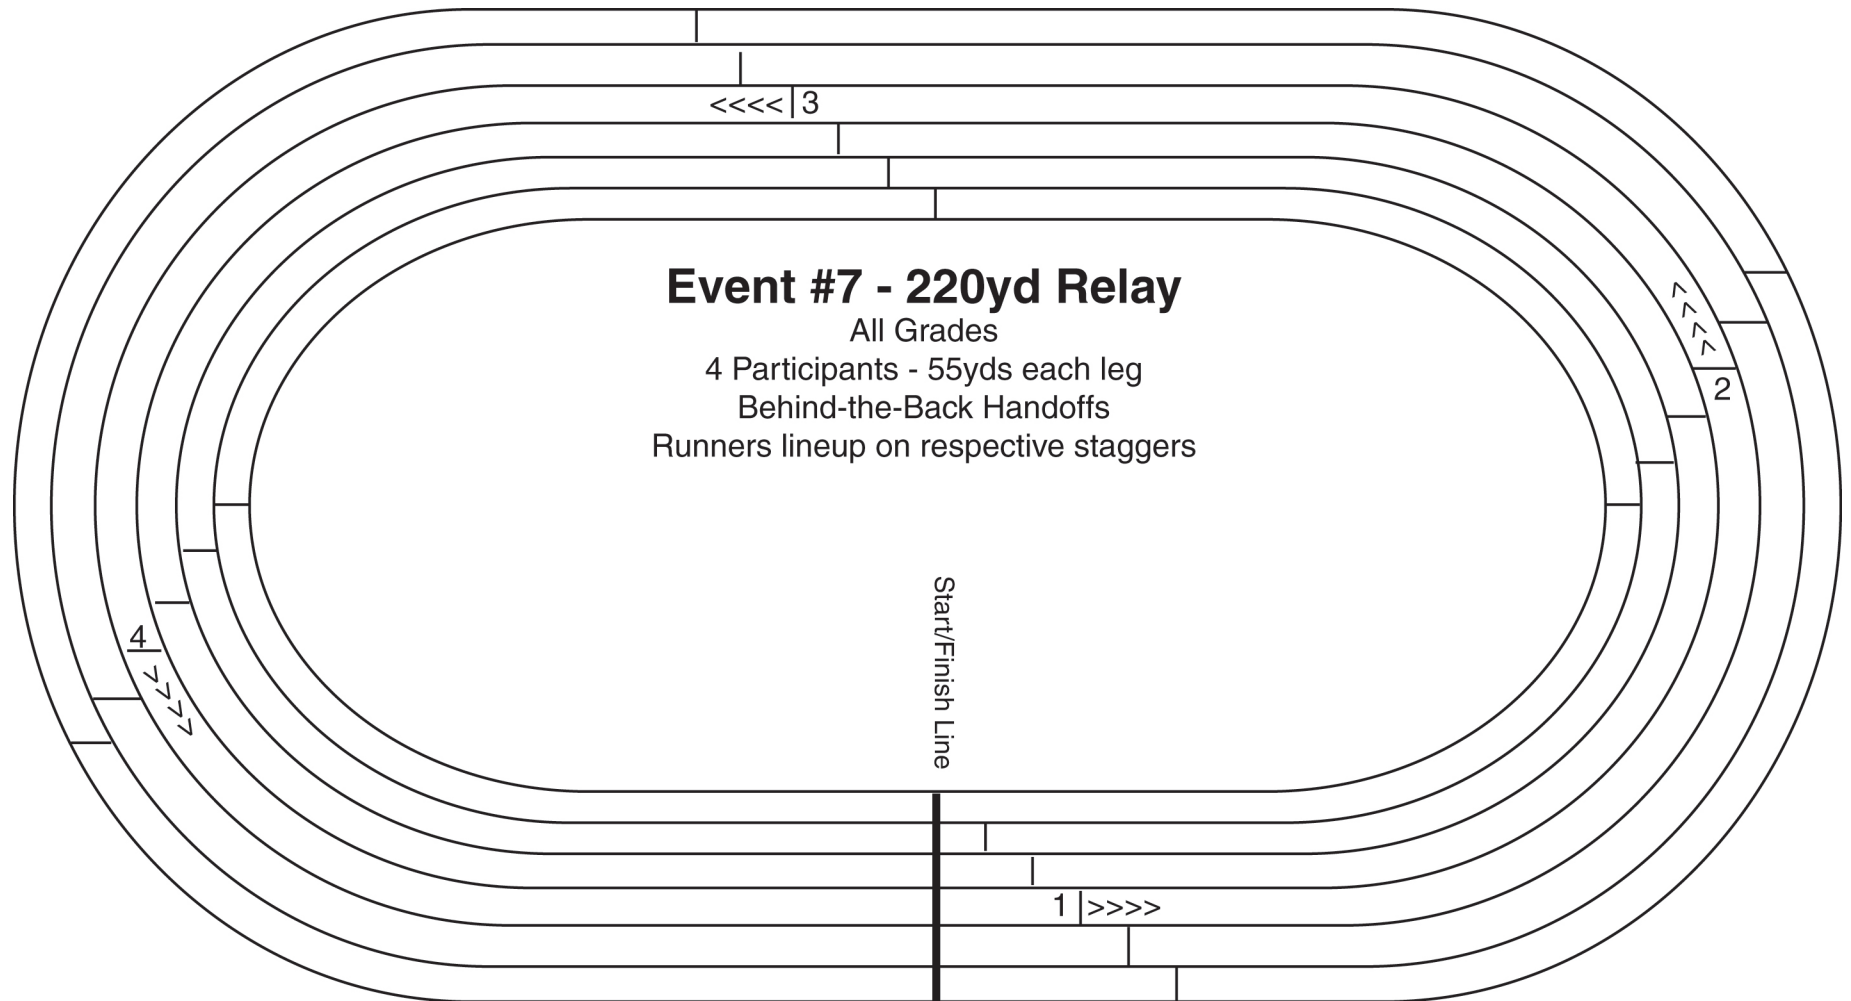 <<<< 3
Event #7 - 220yd Relay
All Grades
4 Participants - 55yds each leg
Behind-the-Back Handoffs
Runners lineup on respective staggers
<<<<
2
Start/Finish Line
4
>>>>
1 >>>>